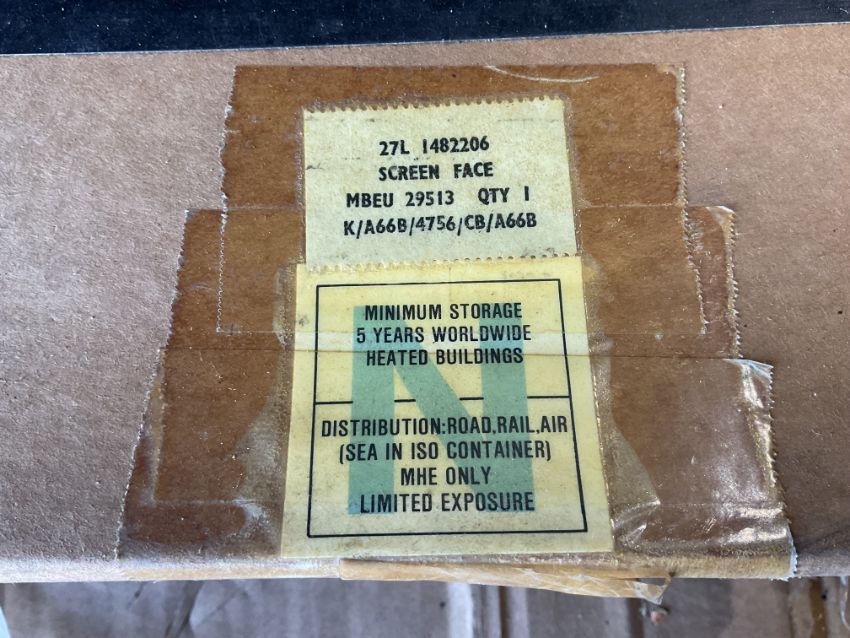 27L 1482206
SCREEN FACE
MBEU 29513 QTY 1
K/A66B/4756/CB/A66B
N
MINIMUM STORAGE
5 YEARS WORLDWIDE
HEATED BUILDINGS
DISTRIBUTION:ROAD,RAIL,AIR
(SEA IN ISO CONTAINER)
MHE ONLY
LIMITED EXPOSURE